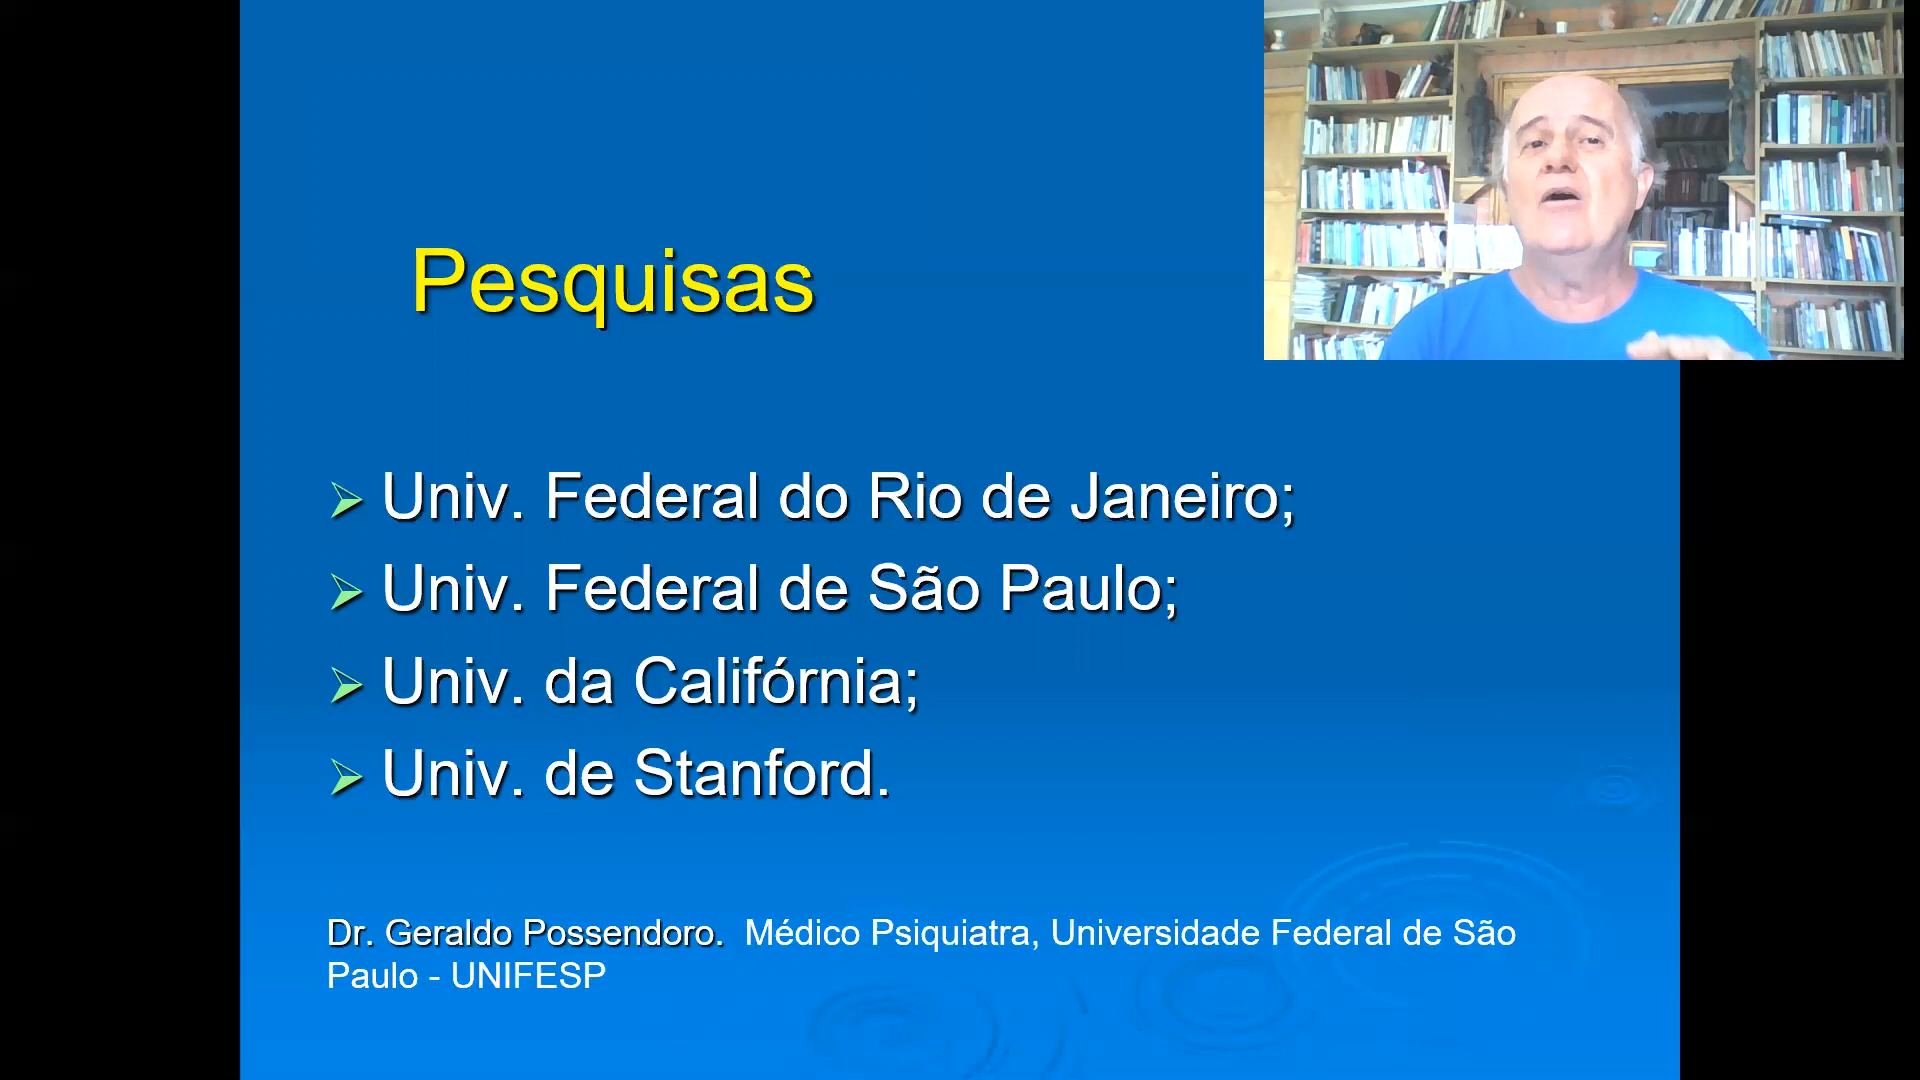 Pesquisas
Univ. Federal do Rio de Janeiro;
Univ. Federal de São Paulo;
Univ. da Califórnia;
Univ. de Stanford.
Dr. Geraldo Possendoro. Médico Psiquiatra, Universidade Federal de São
Paulo - UNIFESP